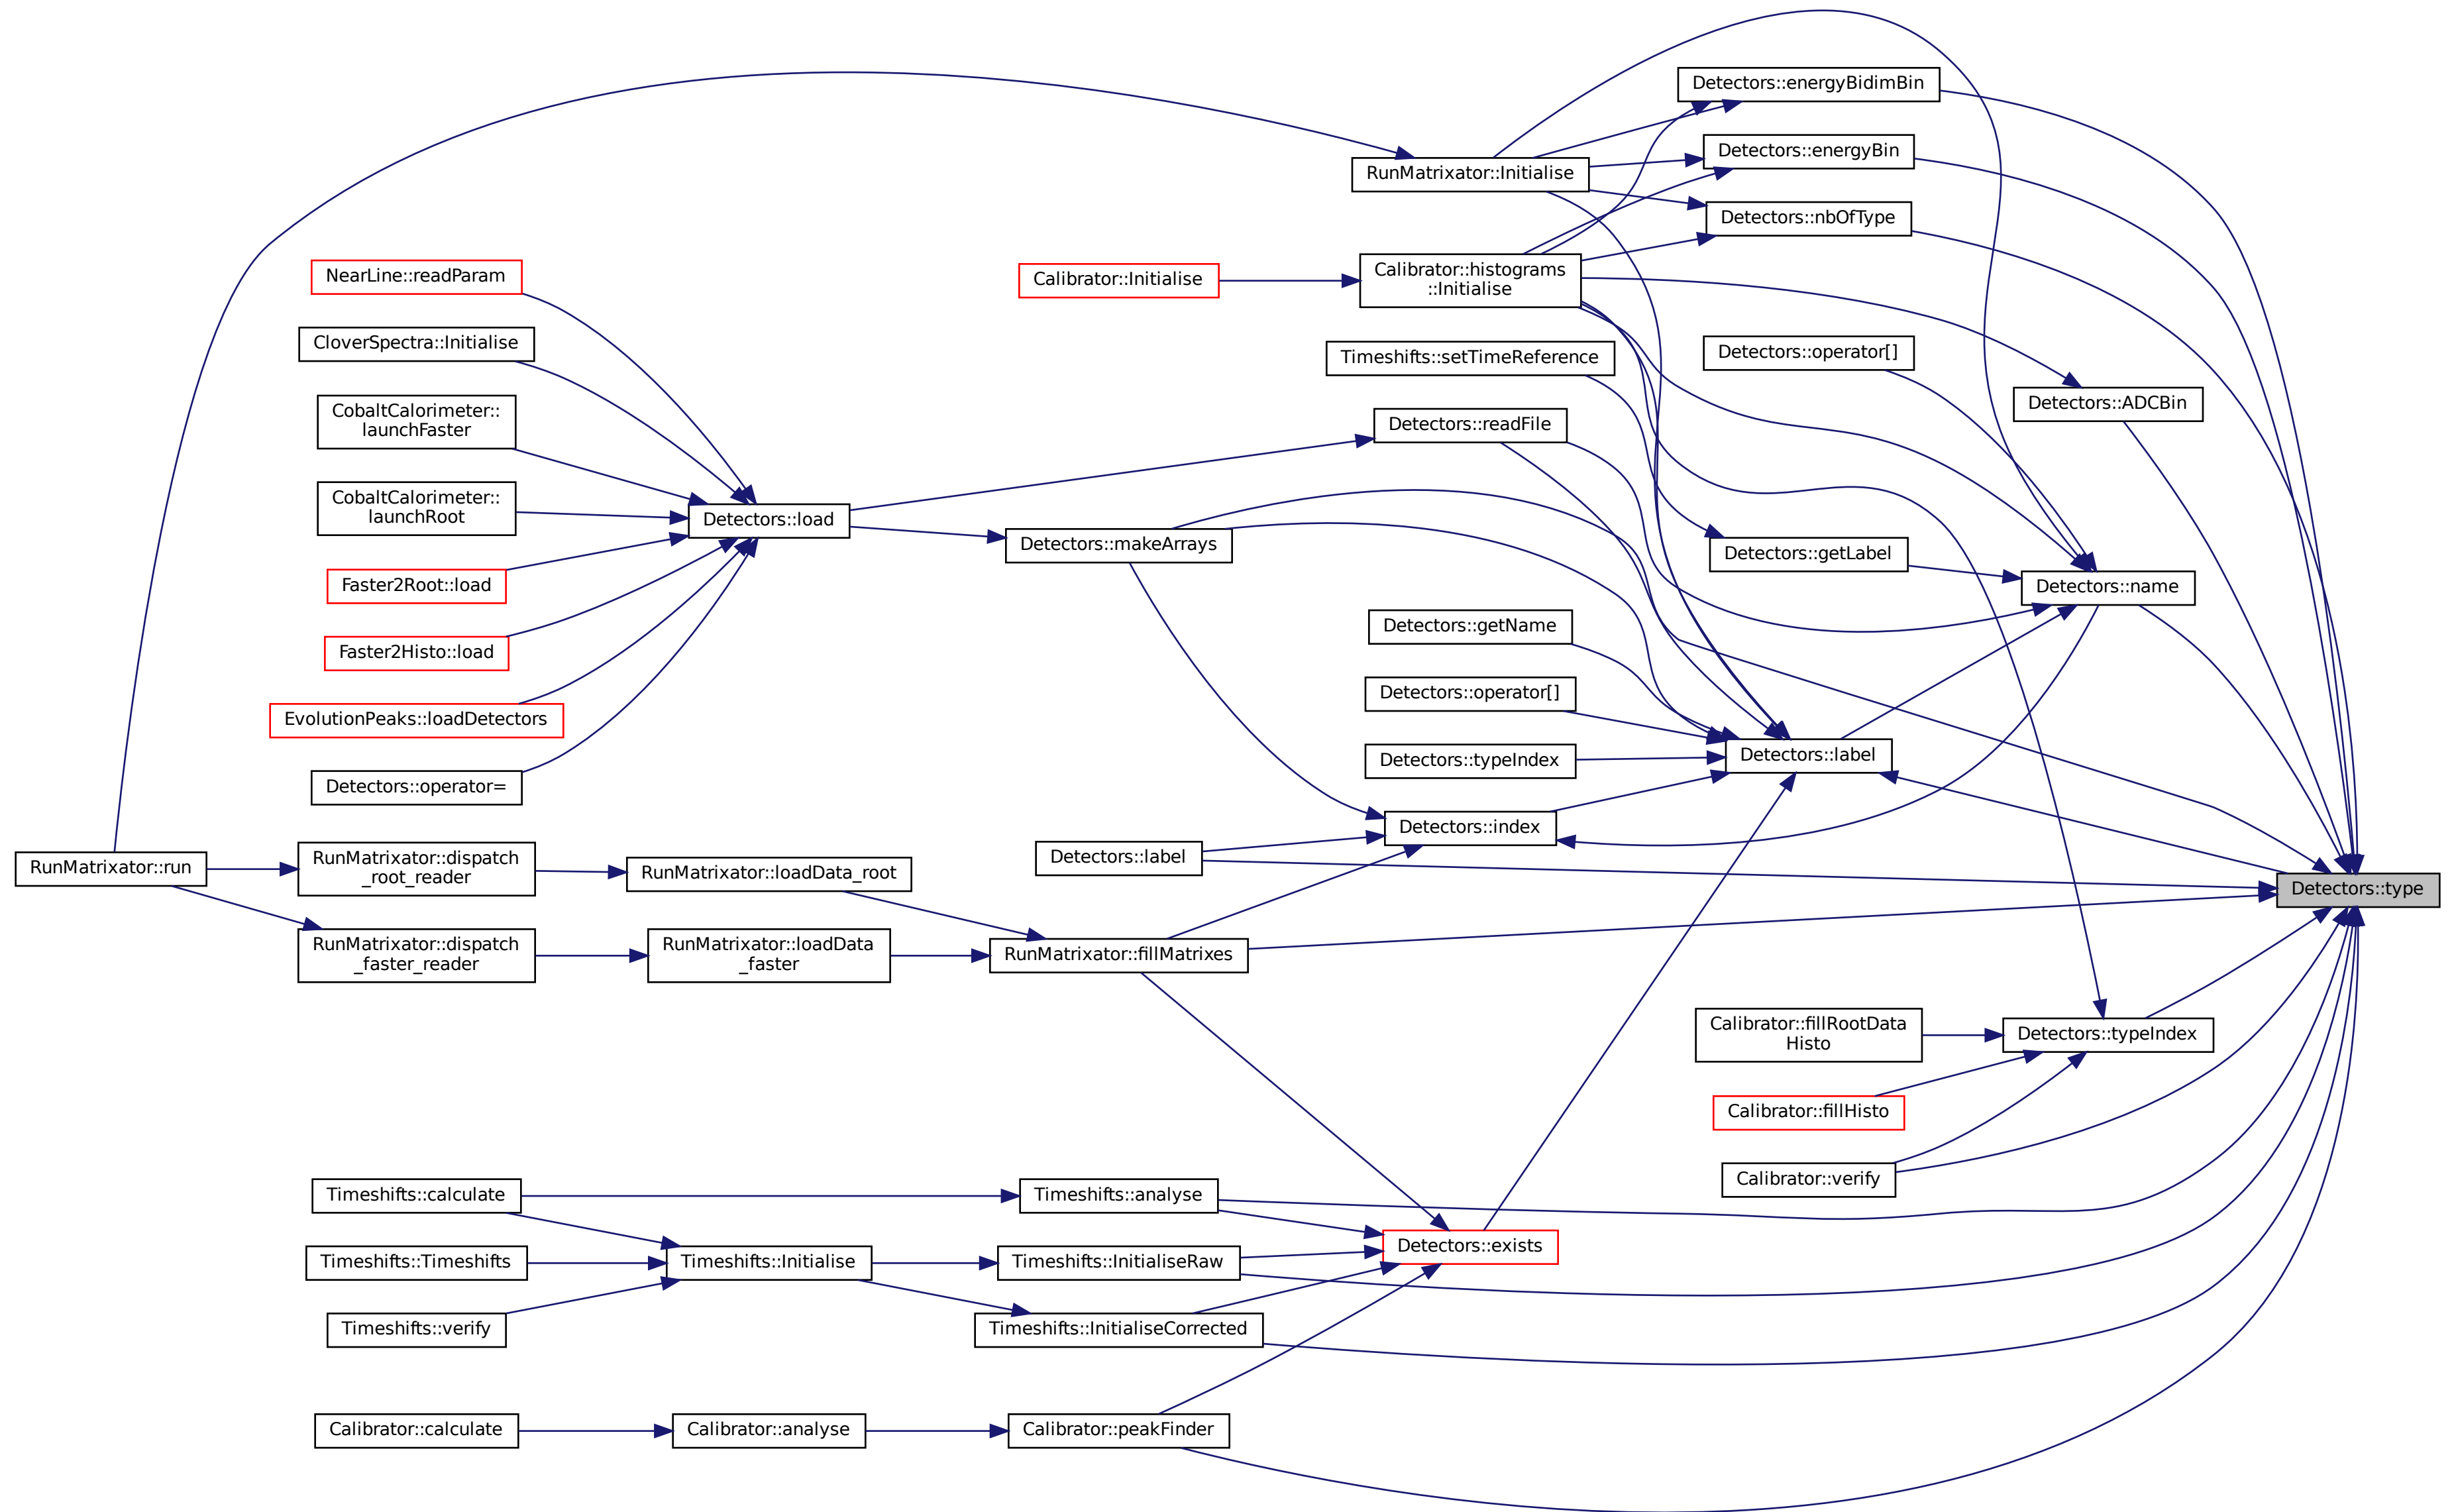 Detectors::energyBidimBin
Detectors::energyBin
RunMatrixator::Initialise
Detectors::nbOfType
NearLine::readParam
Calibrator::Initialise
Calibrator::histograms
::Initialise
CloverSpectra::Initialise
Timeshifts::setTimeReference
Detectors::operator[]
Detectors::ADCBin
CobaltCalorimeter::
launchFaster
Detectors::readFile
CobaltCalorimeter::
launchRoot
Detectors::load
Detectors::makeArrays
Detectors::getLabel
Faster2Root::load
Detectors::name
Detectors::getName
Faster2Histo::load
Detectors::operator[]
EvolutionPeaks::loadDetectors
Detectors::typeIndex
Detectors::label
Detectors::operator=
Detectors::index
RunMatrixator::run
RunMatrixator::dispatch
_root_reader
RunMatrixator::loadData_root
Detectors::label
Detectors::type
RunMatrixator::dispatch
_faster_reader
RunMatrixator::loadData
_faster
RunMatrixator::fillMatrixes
Calibrator::fillRootData
Histo
Detectors::typeIndex
Calibrator::fillHisto
Calibrator::verify
Timeshifts::calculate
Timeshifts::analyse
Detectors::exists
Timeshifts::Timeshifts
Timeshifts::Initialise
Timeshifts::InitialiseRaw
Timeshifts::verify
Timeshifts::InitialiseCorrected
Calibrator::calculate
Calibrator::analyse
Calibrator::peakFinder